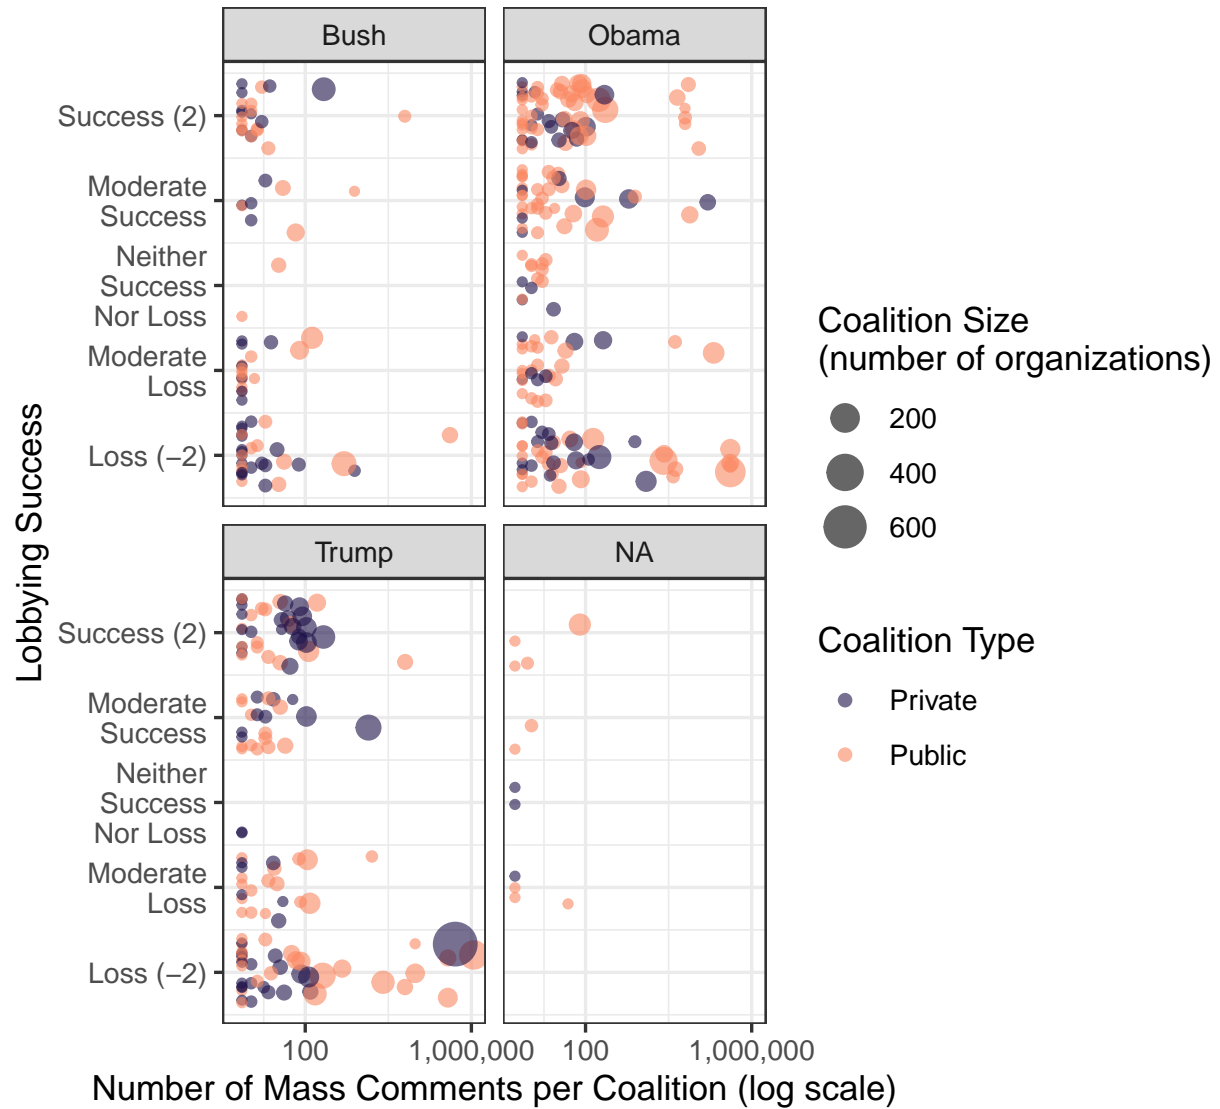 Bush
Obama
Success (2)
Moderate
Success
Neither
Success
Nor Loss
Moderate
Loss
Loss (−2)
Trump
NA
Success (2)
Moderate
Success
Neither
Success
Nor Loss
Moderate
Loss
Loss (−2)
100
1,000,000
100
1,000,000
Lobbying Success
Number of Mass Comments per Coalition (log scale)
Coalition Size
(number of organizations)
200
400
600
Coalition Type
Private
Public